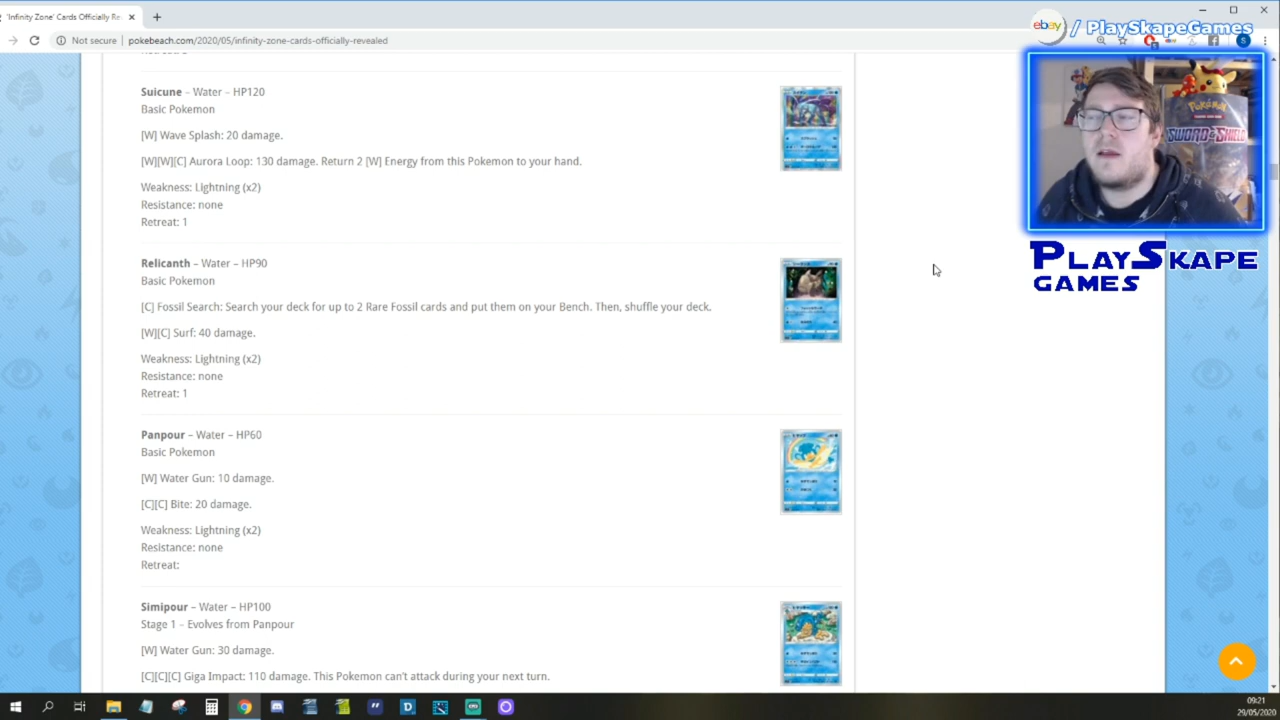 'Infinity Zone' Cards Officially Re
ebay / PlaySkapeGames
Not secure | pokebeach.com/2020/05/infinity-zone-cards-officially-revealed
Suicune – Water – HP120
Basic Pokemon
[W] Wave Splash: 20 damage.
[W][W][C] Aurora Loop: 130 damage. Return 2 [W] Energy from this Pokemon to your hand.
Weakness: Lightning (x2)
Resistance: none
Retreat: 1
POKÉMON
SWORD & SHIELD
PLAYSKAPE
GAMES
Relicanth – Water – HP90
Basic Pokemon
[C] Fossil Search: Search your deck for up to 2 Rare Fossil cards and put them on your Bench. Then, shuffle your deck.
[W][C] Surf: 40 damage.
Weakness: Lightning (x2)
Resistance: none
Retreat: 1
Panpour – Water – HP60
Basic Pokemon
[W] Water Gun: 10 damage.
[C][C] Bite: 20 damage.
Weakness: Lightning (x2)
Resistance: none
Retreat:
Simipour – Water – HP100
Stage 1 – Evolves from Panpour
[W] Water Gun: 30 damage.
[C][C][C] Giga Impact: 110 damage. This Pokemon can't attack during your next turn.
09:21
29/05/2020